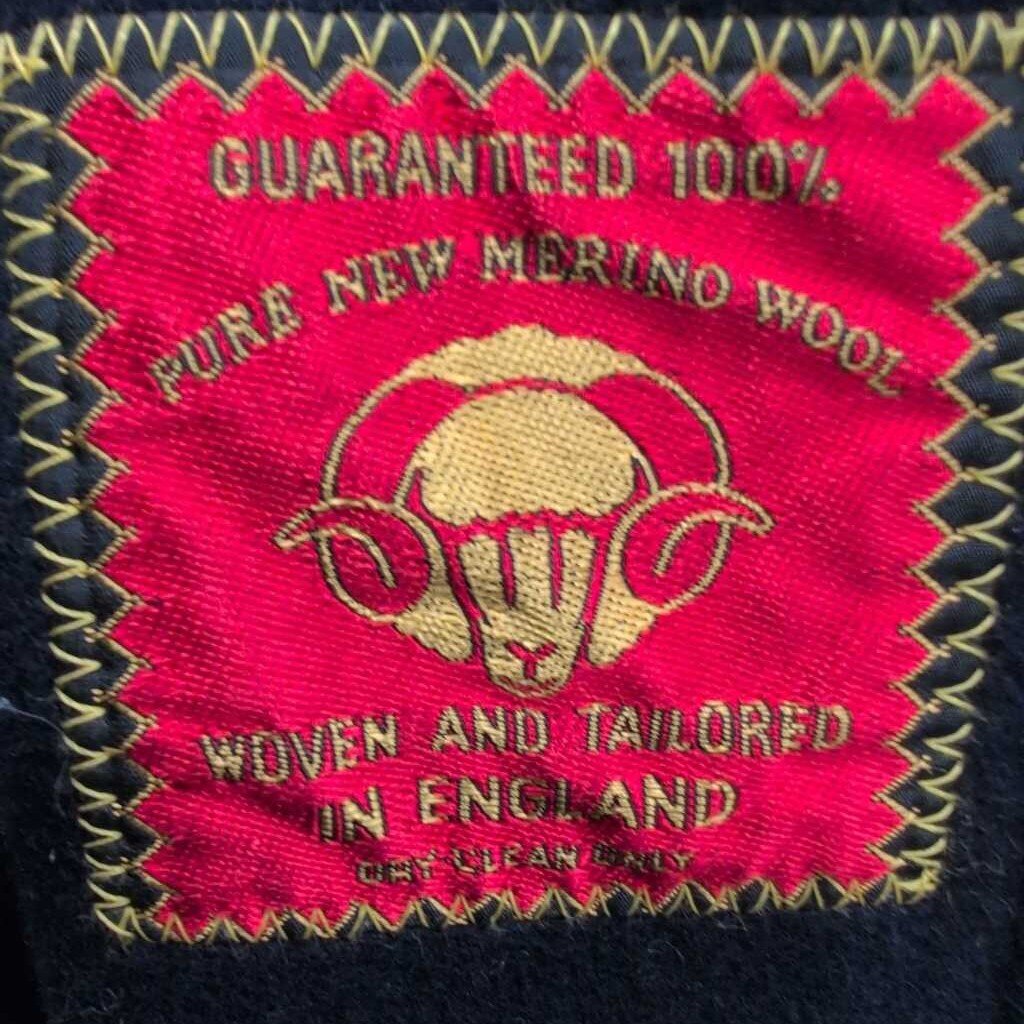 GUARANTEED 100%
PURE NEW MERINO WOOL
WOVEN AND TAILORED
IN ENGLAND
DRY CLEAN ONLY